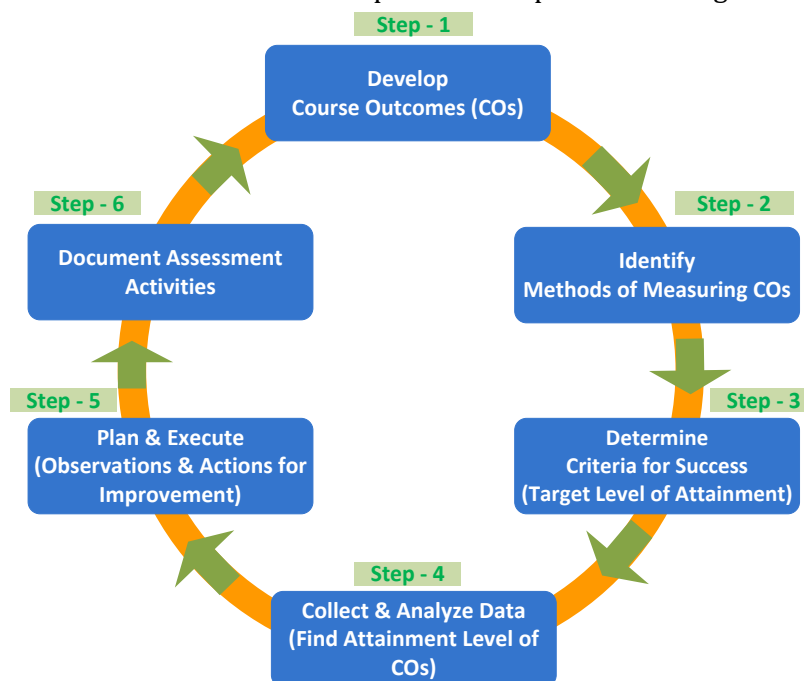 Step - 1
Develop
Course Outcomes (COs)
Step - 2
Identify
Methods of Measuring COs
Step - 3
Determine
Criteria for Success
(Target Level of Attainment)
Step - 4
Collect & Analyze Data
(Find Attainment Level of
COs)
Step - 5
Plan & Execute
(Observations & Actions for
Improvement)
Step - 6
Document Assessment
Activities